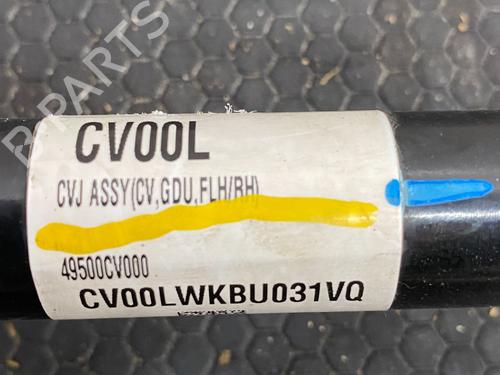 CV00L
CVJ ASSY(CV,GDU,FLH/RH)
49500CV000
CV00LWKBU031VQ
B PARTS